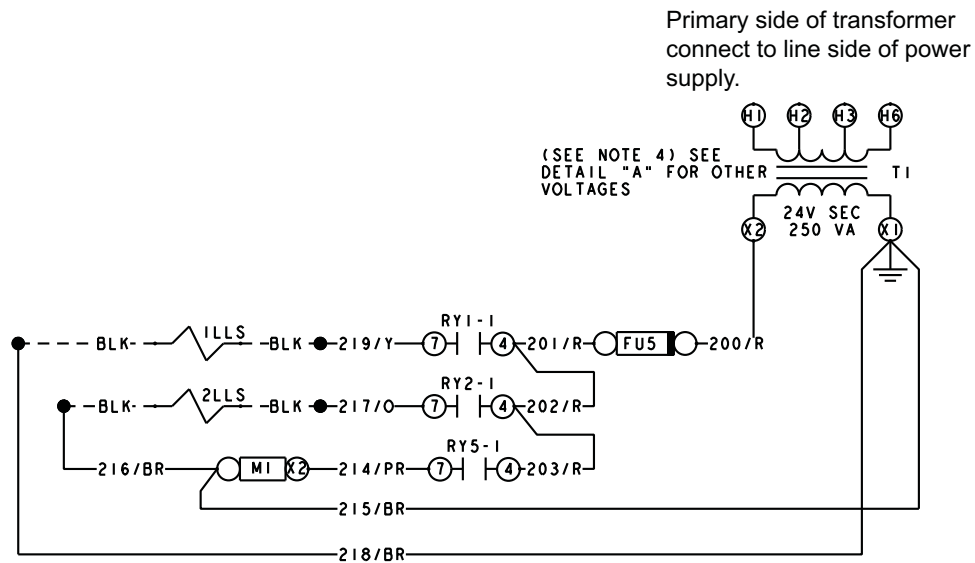 Primary side of transformer
connect to line side of power
supply.
H1 H2 H3 H6
(SEE NOTE 4) SEE
DETAIL "A" FOR OTHER
VOLTAGES
T1
24V SEC
250 VA
X2 X1
RY1-1
BLK 1LLS BLK 219/Y 7 4 201/R FU5 200/R
RY2-1
BLK 2LLS BLK 217/O 7 4 202/R
RY5-1
216/BR M1 X2 214/PR 7 4 203/R
215/BR
218/BR